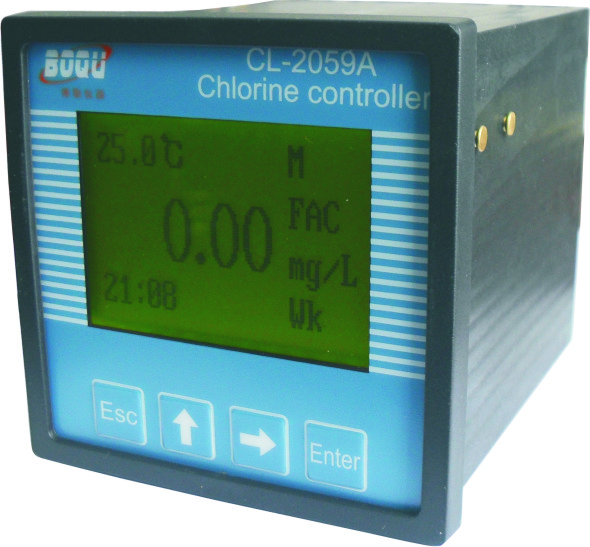 BOQU
CL-2059A
Chlorine controller
25.0℃
M
0.00
FAC
mg/L
21:08
Wk
Esc
Enter